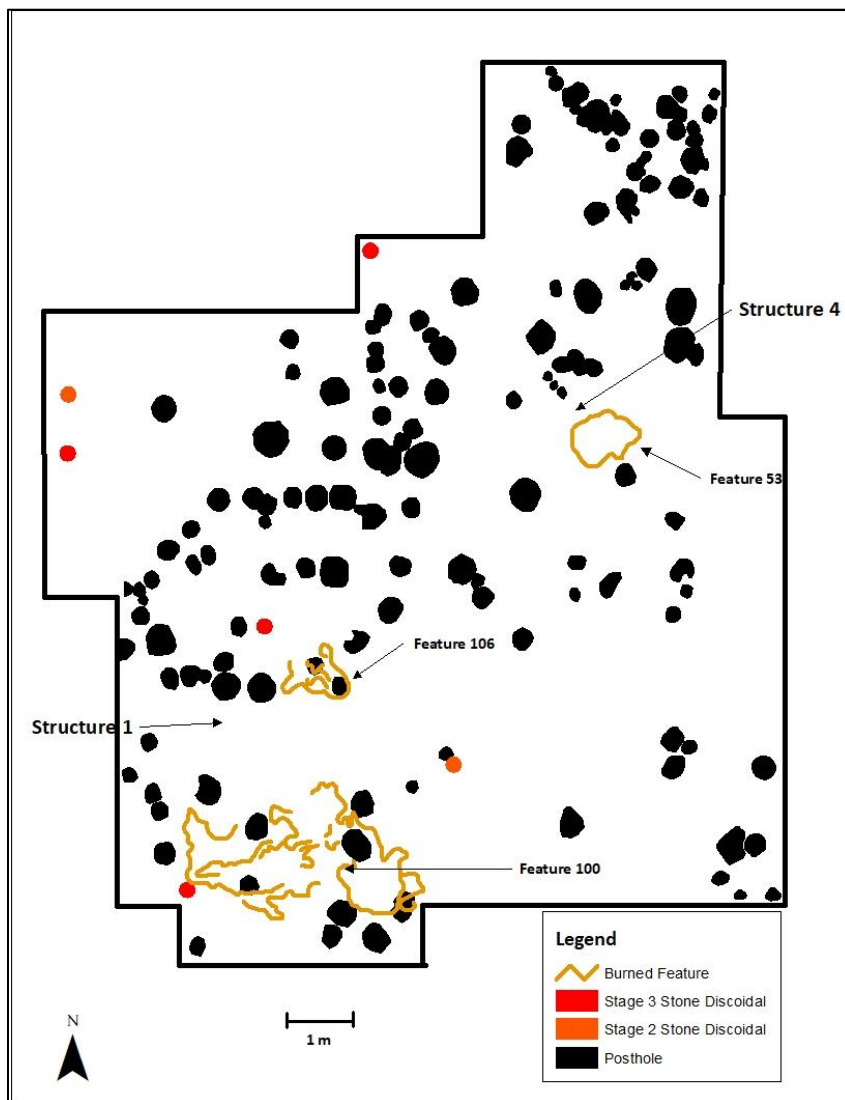 Structure 4
Feature 53
Feature 106
Structure 1
Feature 100
Legend
Burned Feature
Stage 3 Stone Discoidal
Stage 2 Stone Discoidal
Posthole
1 m
N